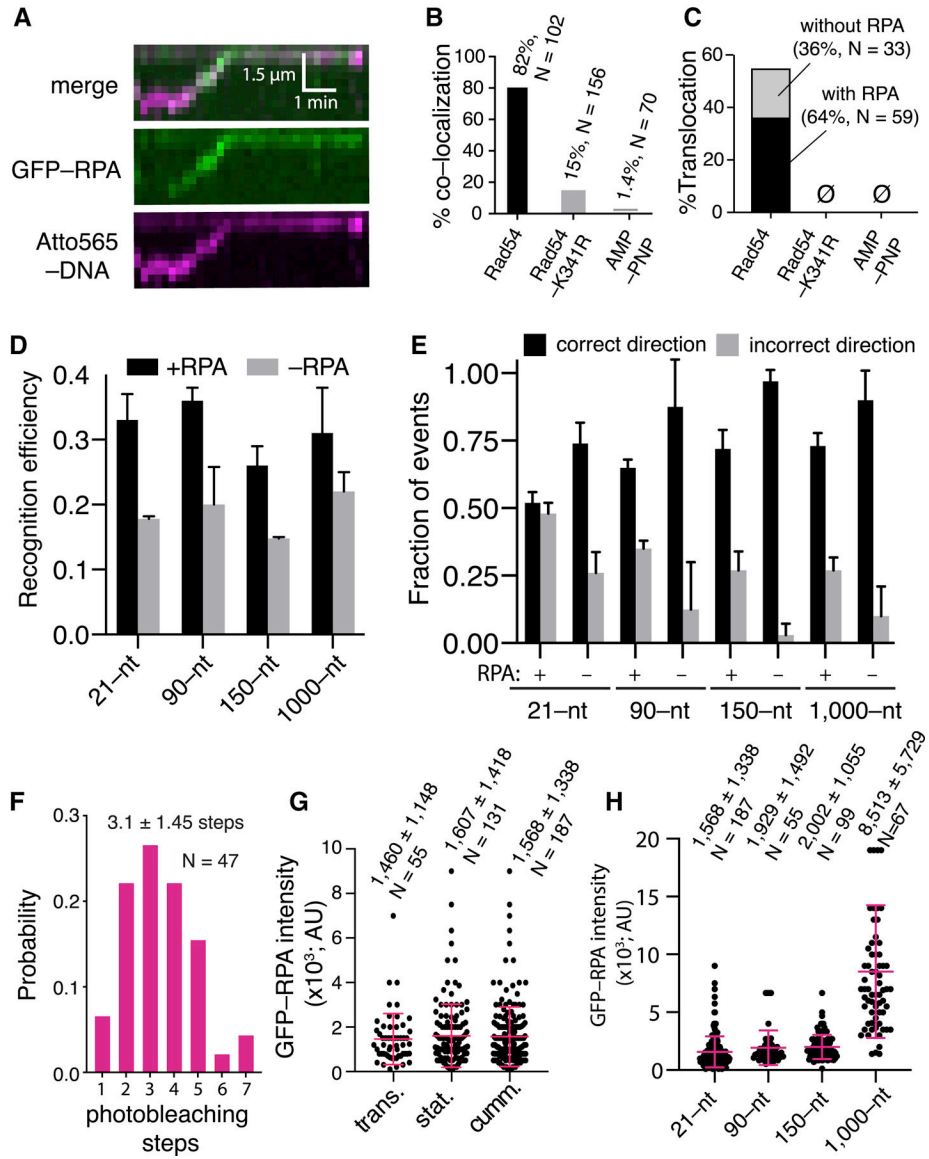 A
merge
1.5 µm
1 min
GFP–RPA
Atto565
–DNA
B
% co–localization
100
80
60
40
20
0
82%,
N = 102
15%, N = 156
1.4%, N = 70
Rad54
Rad54
–K341R
AMP
–PNP
C
%Translocation
60
40
20
0
without RPA
(36%, N = 33)
with RPA
(64%, N = 59)
Ø
Ø
Rad54
Rad54
–K341R
AMP
–PNP
D
+RPA
–RPA
Recognition efficiency
0.4
0.3
0.2
0.1
0.0
21–nt
90–nt
150–nt
1000–nt
E
correct direction
incorrect direction
Fraction of events
1.00
0.75
0.50
0.25
0.00
RPA: + – + – + – + –
21–nt
90–nt
150–nt
1,000–nt
F
3.1 ± 1.45 steps
N = 47
Probability
0.3
0.2
0.1
0.0
1 2 3 4 5 6 7
photobleaching
steps
G
1,460 ± 1,148
N = 55
1,607 ± 1,418
N = 131
1,568 ± 1,338
N = 187
GFP–RPA intensity
(x10³; AU)
10
8
6
4
2
0
trans.
stat.
cumm.
H
1,568 ± 1,338
N = 187
1,929 ± 1,492
N = 55
2,002 ± 1,055
N = 99
8,513 ± 5,729
N=67
GFP–RPA intensity
(x10³; AU)
20
15
10
5
0
21–nt
90–nt
150–nt
1,000–nt